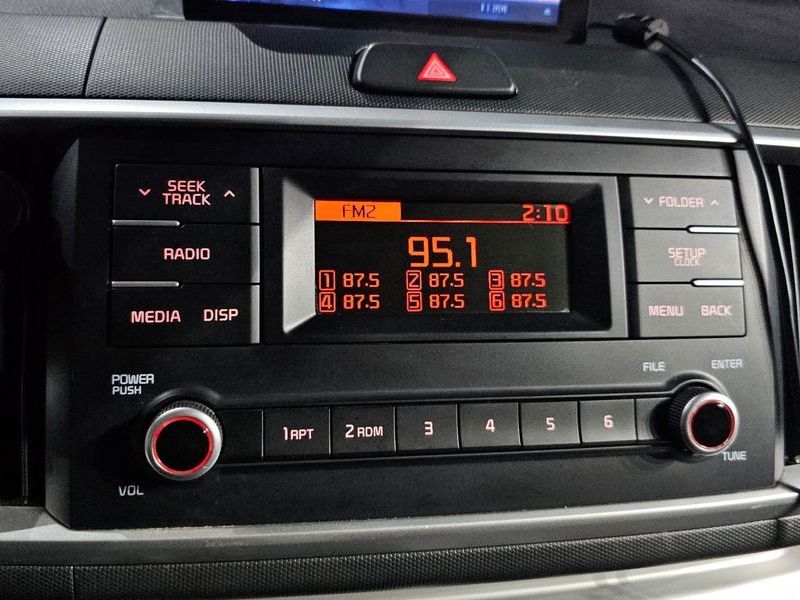 SEEK
TRACK
RADIO
MEDIA DISP
FM2 2:10
95.1
1 87.5 2 87.5 3 87.5
4 87.5 5 87.5 6 87.5
FOLDER
SETUP
CLOCK
MENU BACK
POWER
PUSH
VOL
1 RPT 2 RDM 3 4 5 6
FILE ENTER
TUNE